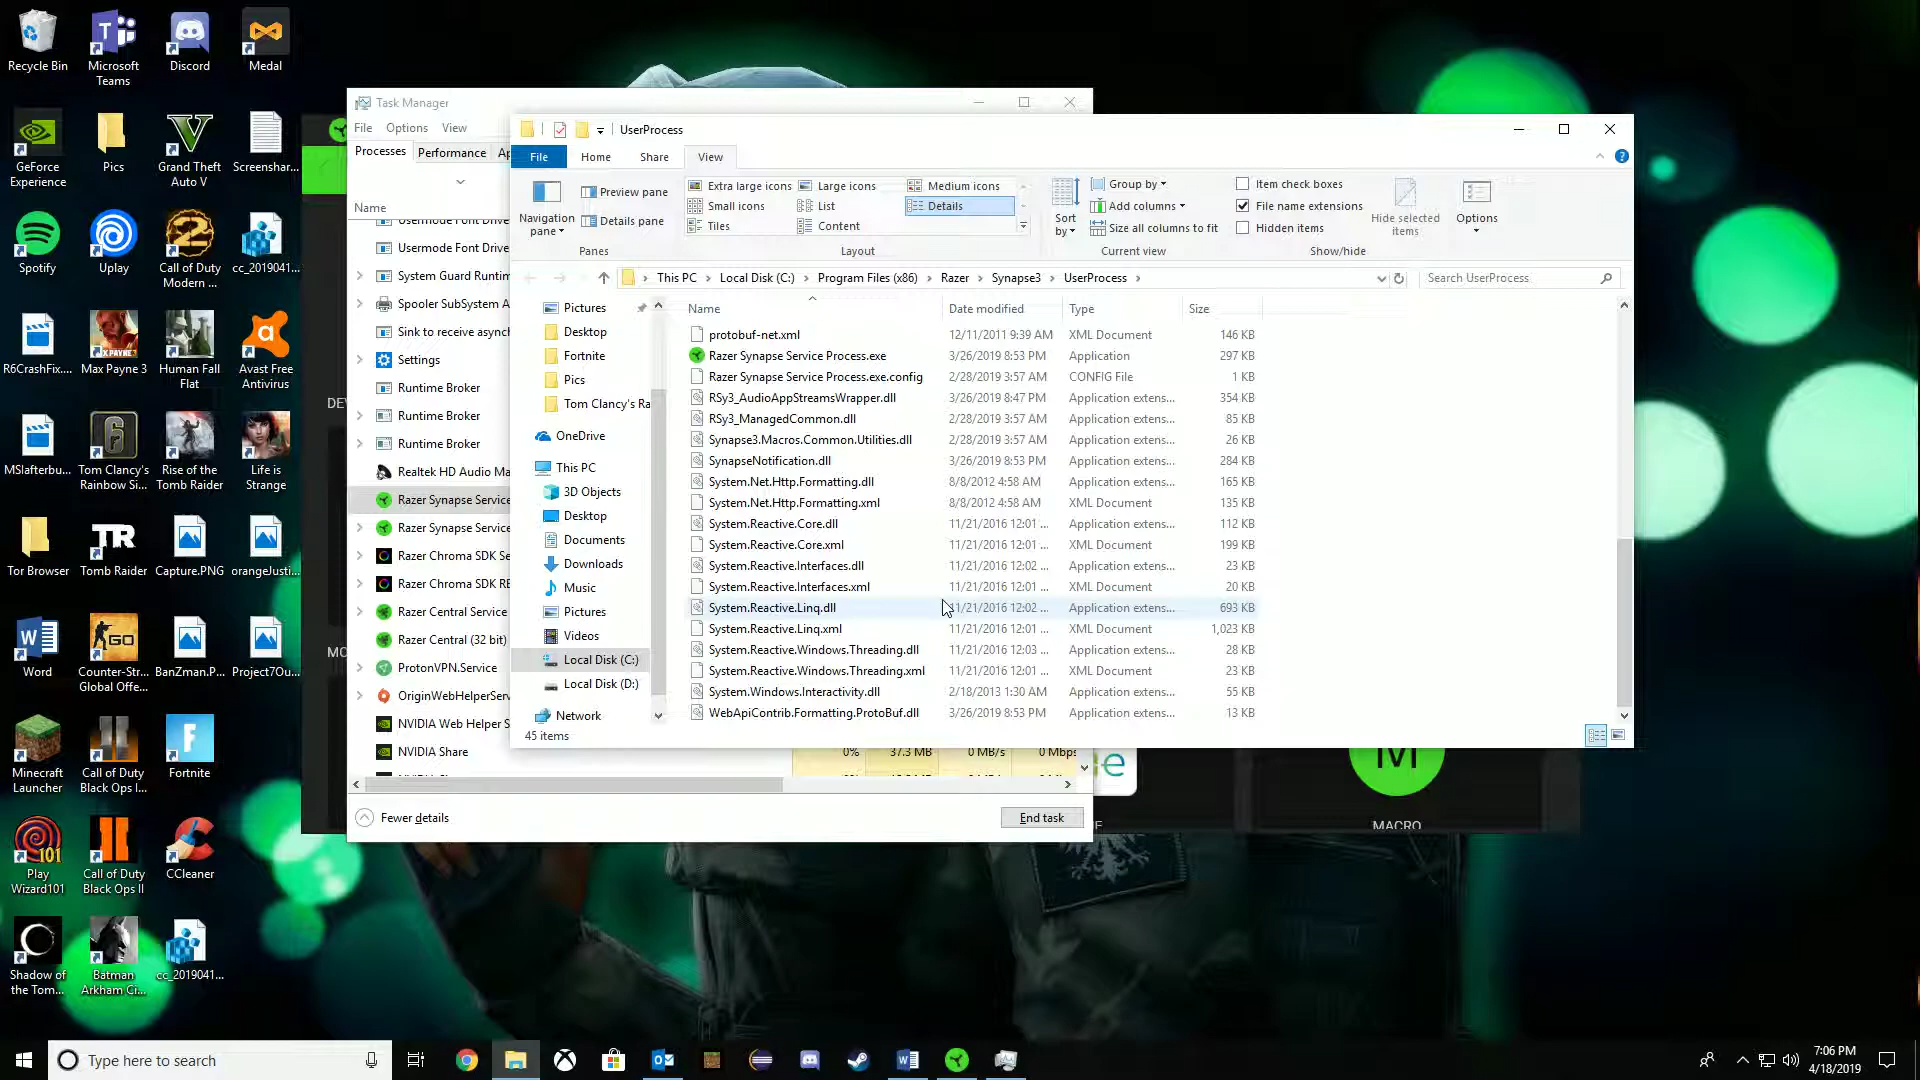 Recycle Bin
Microsoft Teams
Discord
Medal
GeForce Experience
Pics
Grand Theft Auto V
Screenshar...
Spotify
Uplay
Call of Duty Modern ...
cc_201904​1...
R6CrashFix....
Max Payne 3
Human Fall Flat
Avast Free Antivirus
MSIafterbu...
Tom Clancy's Rainbow Si...
Rise of the Tomb Raider
Life is Strange
Tor Browser
Tomb Raider
Capture.PNG
orangeJusti...
Word
Counter-Str... Global Offe...
BanZman.P...
Project7Ou...
Minecraft Launcher
Call of Duty Black Ops I...
Fortnite
Play Wizard101
Call of Duty Black Ops II
CCleaner
Shadow of the Tom...
Batman Arkham Ci...
cc_201904​1...
Task Manager
File Options View
Processes Performance Ap
Name
Usermode Font Drive
Usermode Font Drive
System Guard Runtim
Spooler SubSystem A
Sink to receive asynch
Settings
Runtime Broker
Runtime Broker
Runtime Broker
Realtek HD Audio Ma
Razer Synapse Service
Razer Synapse Service
Razer Chroma SDK Se
Razer Chroma SDK RE
Razer Central Service
Razer Central (32 bit)
ProtonVPN.Service
OriginWebHelperServ
NVIDIA Web Helper S
NVIDIA Share
0% 37.3 MB 0 MB/s 0 Mbps
Fewer details
End task
UserProcess
File Home Share View
Navigation pane
Preview pane
Details pane
Panes
Extra large icons Large icons Medium icons
Small icons List Details
Tiles Content
Layout
Sort by
Group by
Add columns
Size all columns to fit
Current view
Item check boxes
File name extensions
Hidden items
Hide selected items
Show/hide
Options
This PC Local Disk (C:) Program Files (x86) Razer Synapse3 UserProcess
Search UserProcess
Pictures
Desktop
Fortnite
Pics
Tom Clancy's Ra
OneDrive
This PC
3D Objects
Desktop
Documents
Downloads
Music
Pictures
Videos
Local Disk (C:)
Local Disk (D:)
Network
Name Date modified Type Size
protobuf-net.xml 12/11/2011 9:39 AM XML Document 146 KB
Razer Synapse Service Process.exe 3/26/2019 8:53 PM Application 297 KB
Razer Synapse Service Process.exe.config 2/28/2019 3:57 AM CONFIG File 1 KB
RSy3_AudioAppStreamsWrapper.dll 3/26/2019 8:47 PM Application extens... 354 KB
RSy3_ManagedCommon.dll 2/28/2019 3:57 AM Application extens... 85 KB
Synapse3.Macros.Common.Utilities.dll 2/28/2019 3:57 AM Application extens... 26 KB
SynapseNotification.dll 3/26/2019 8:53 PM Application extens... 284 KB
System.Net.Http.Formatting.dll 8/8/2012 4:58 AM Application extens... 165 KB
System.Net.Http.Formatting.xml 8/8/2012 4:58 AM XML Document 135 KB
System.Reactive.Core.dll 11/21/2016 12:01 ... Application extens... 112 KB
System.Reactive.Core.xml 11/21/2016 12:01 ... XML Document 199 KB
System.Reactive.Interfaces.dll 11/21/2016 12:02 ... Application extens... 23 KB
System.Reactive.Interfaces.xml 11/21/2016 12:01 ... XML Document 20 KB
System.Reactive.Linq.dll 11/21/2016 12:02 ... Application extens... 693 KB
System.Reactive.Linq.xml 11/21/2016 12:01 ... XML Document 1,023 KB
System.Reactive.Windows.Threading.dll 11/21/2016 12:03 ... Application extens... 28 KB
System.Reactive.Windows.Threading.xml 11/21/2016 12:01 ... XML Document 23 KB
System.Windows.Interactivity.dll 2/18/2013 1:30 AM Application extens... 55 KB
WebApiContrib.Formatting.ProtoBuf.dll 3/26/2019 8:53 PM Application extens... 13 KB
45 items
DEV
MO
MACRO
Type here to search
7:06 PM
4/18/2019